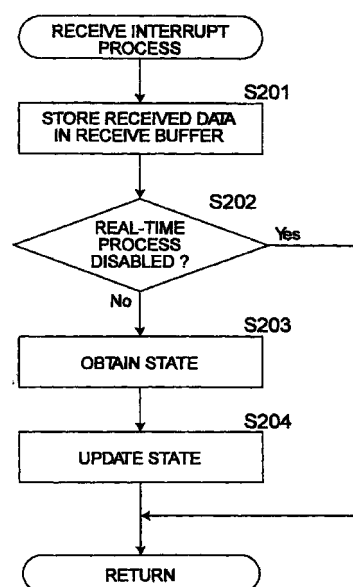 RECEIVE INTERRUPT
PROCESS
S201
STORE RECEIVED DATA
IN RECEIVE BUFFER
S202
REAL-TIME
PROCESS
DISABLED ?
Yes
No
S203
OBTAIN STATE
S204
UPDATE STATE
RETURN